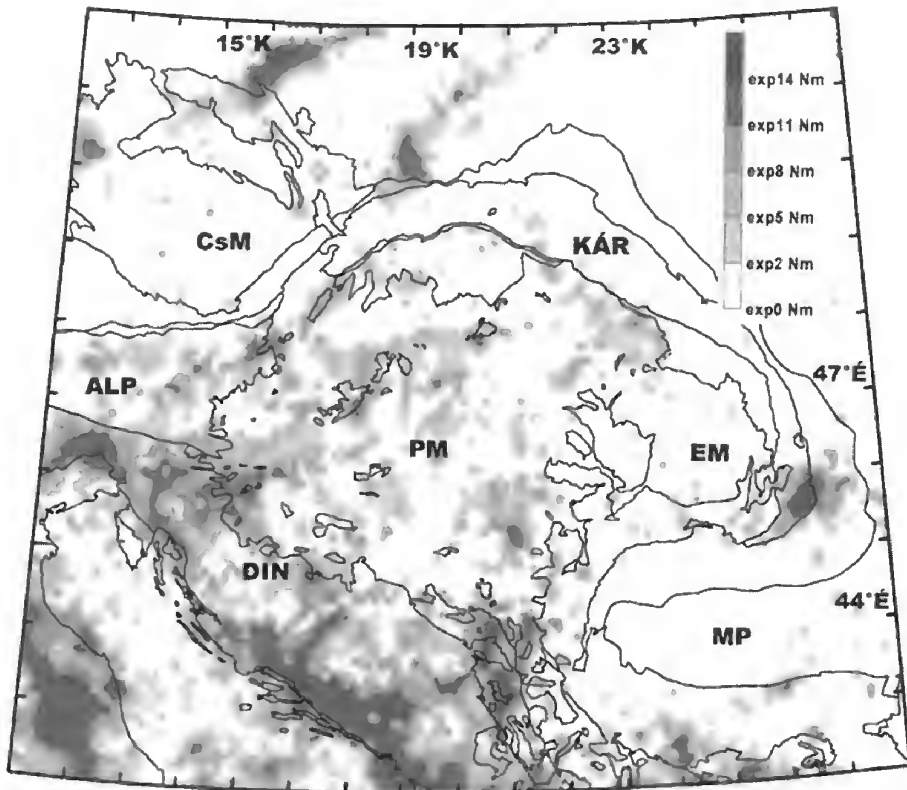 15°K 19°K 23°K
exp14 Nm
exp11 Nm
exp8 Nm
exp5 Nm
exp2 Nm
exp0 Nm
CsM
KÁR
ALP
47°É
PM
EM
DIN
44°É
MP